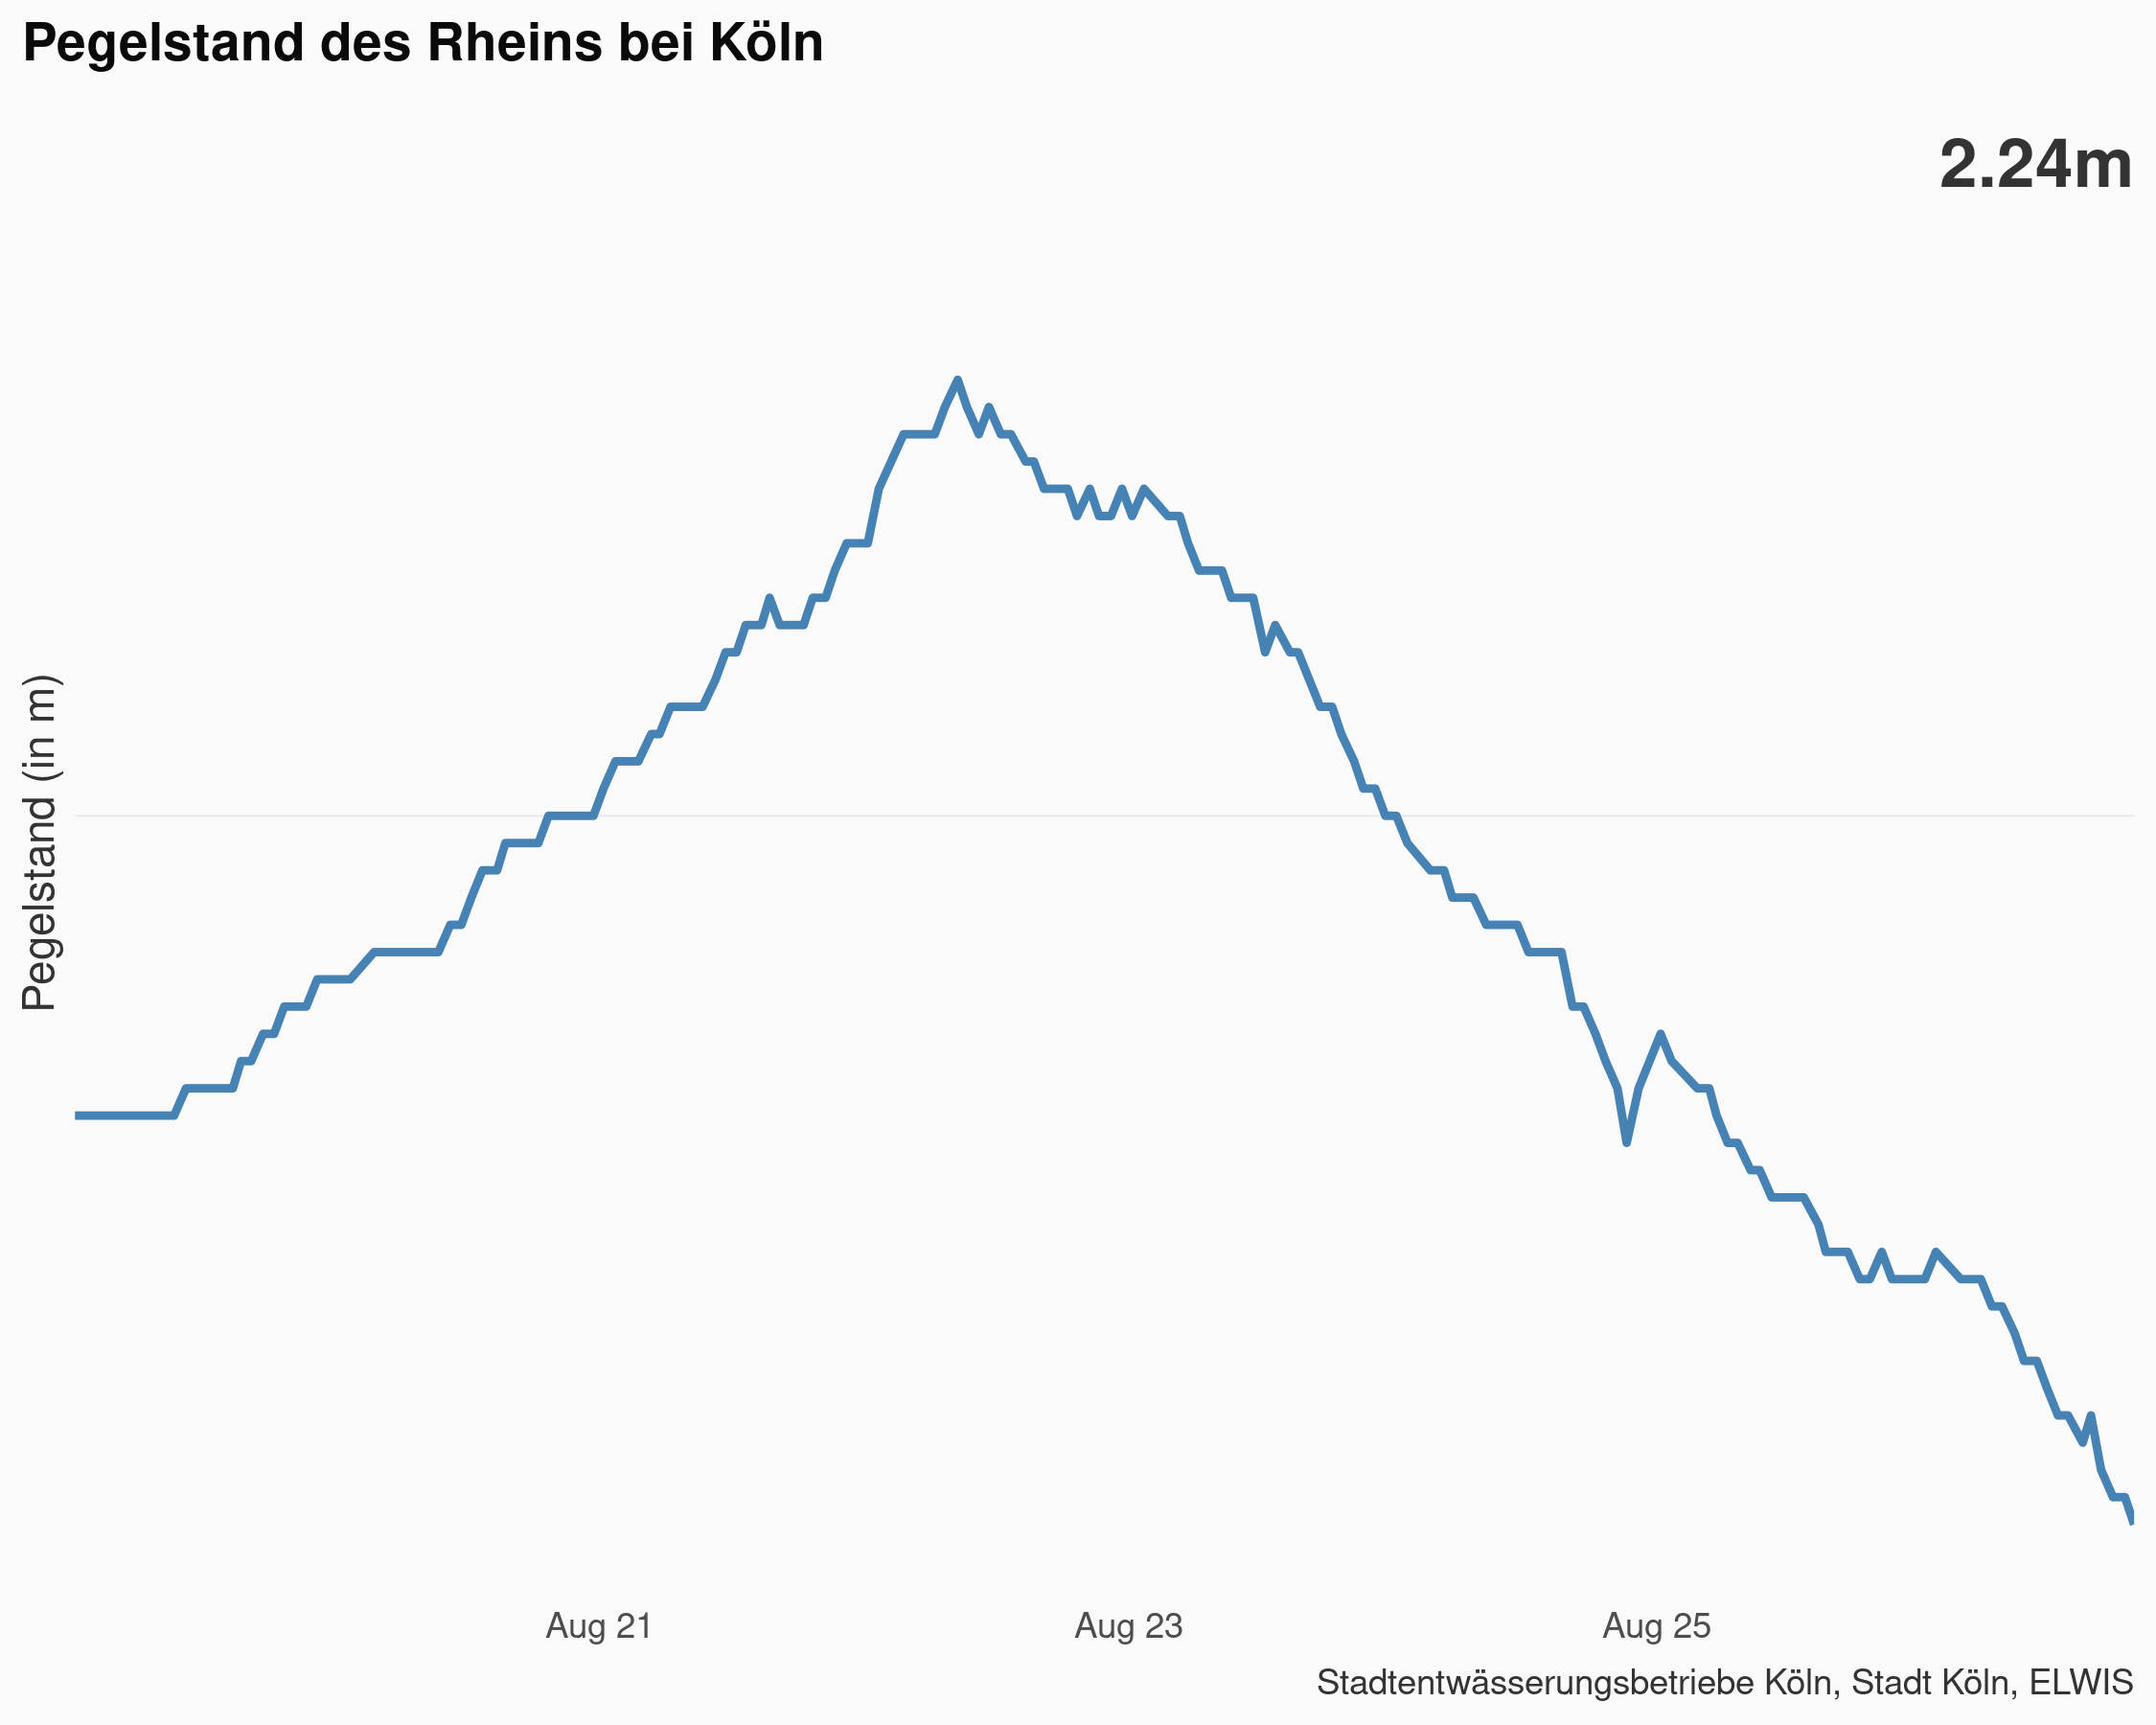 Pegelstand des Rheins bei Köln
2.24m
Pegelstand (in m)
Aug 21
Aug 23
Aug 25
Stadtentwässerungsbetriebe Köln, Stadt Köln, ELWIS